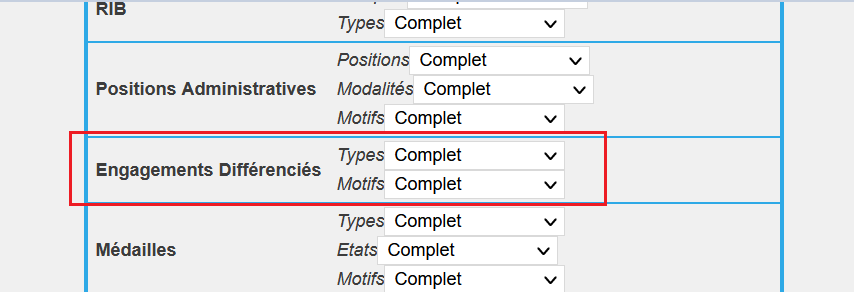 RIB
Types Complet
Positions Complet
Positions Administratives
Modalités Complet
Motifs Complet
Types Complet
Engagements Différenciés
Motifs Complet
Types Complet
Médailles
Etats Complet
Motifs Complet